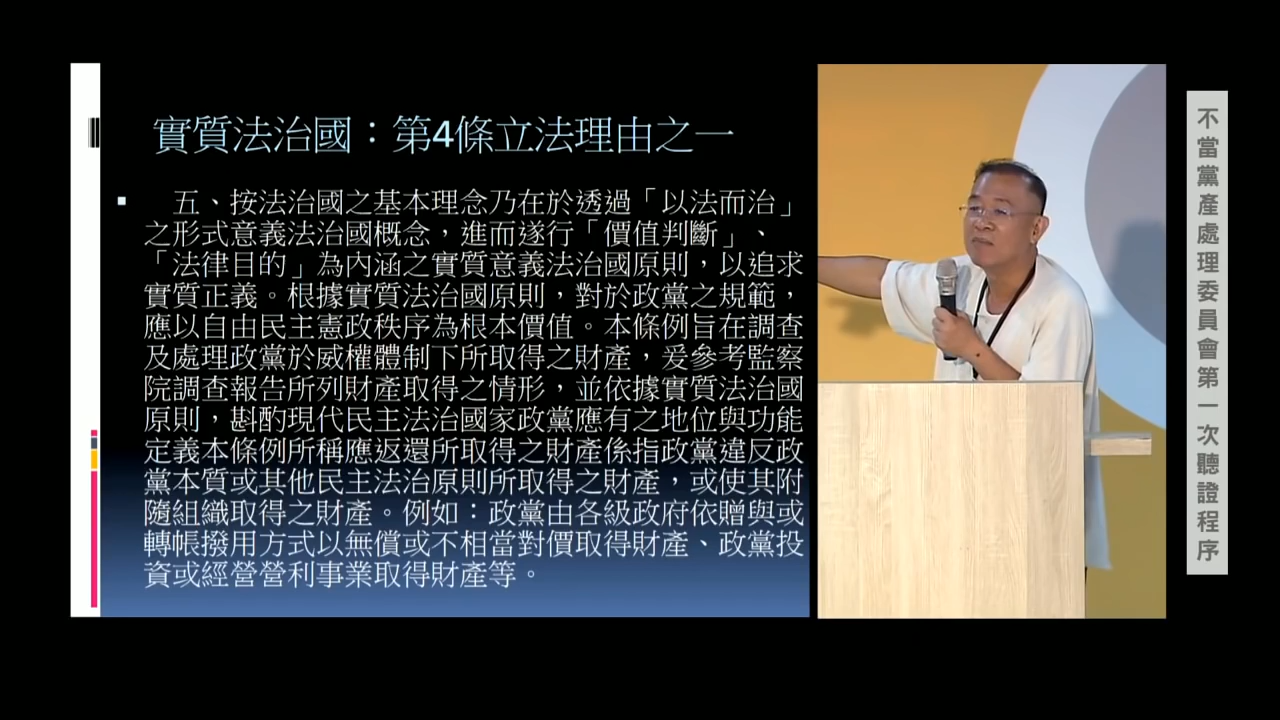 實質法治國：第4條立法理由之一
五、按法治國之基本理念乃在於透過「以法而治」
之形式意義法治國概念，進而遂行「價值判斷」、
「法律目的」為內涵之實質意義法治國原則，以追求
實質正義。根據實質法治國原則，對於政黨之規範，
應以自由民主憲政秩序為根本價值。本條例旨在調查
及處理政黨於威權體制下所取得之財產，爰參考監察
院調查報告所列財產取得之情形，並依據實質法治國
原則，斟酌現代民主法治國家政黨應有之地位與功能
定義本條例所稱應返還所取得之財產係指政黨違反政
黨本質或其他民主法治原則所取得之財產，或使其附
隨組織取得之財產。例如：政黨由各級政府依贈與或
轉帳撥用方式以無償或不相當對價取得財產、政黨投
資或經營營利事業取得財產等。
不當黨產處理委員會第一次聽證程序